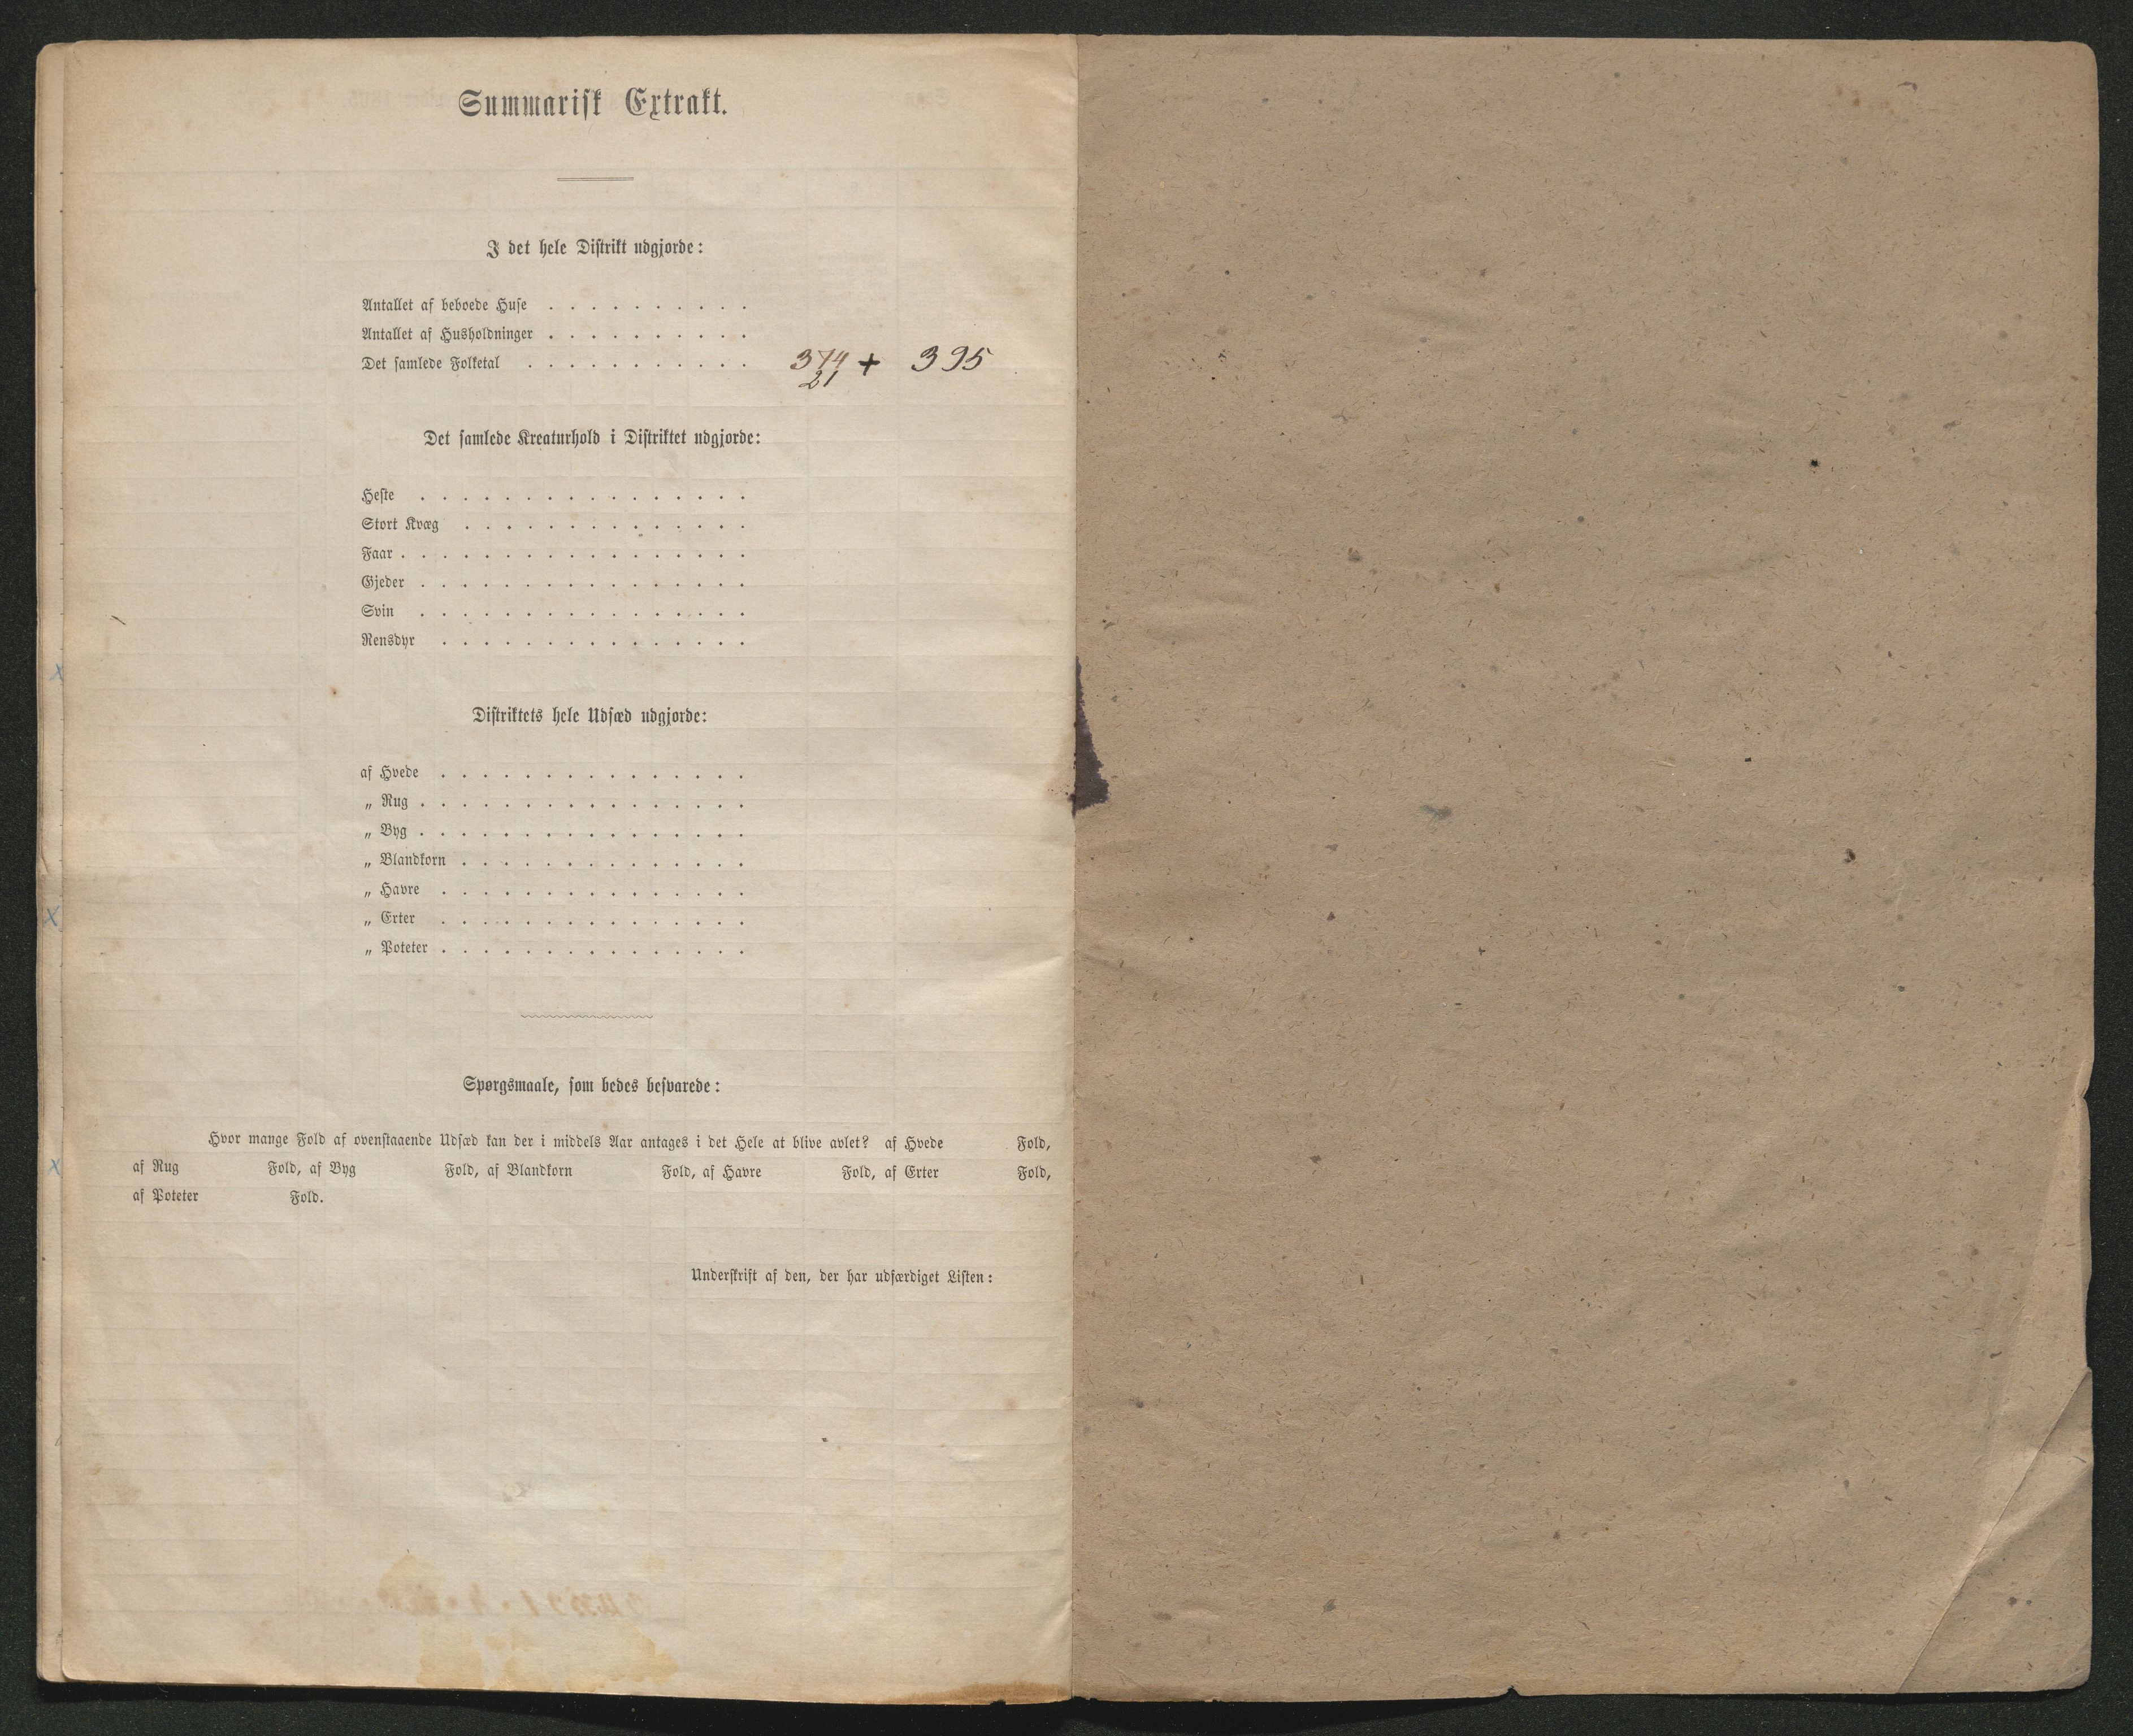 Summarisk Extrakt.
I det hele Distrikt udgjorde:
Antallet af beboede Huse . . . . . . . . . .
Antallet af Husholdninger . . . . . . . . . .
Det samlede Folketal . . . . . . . . . . . 374 + 395
21
Det samlede Kreaturhold i Distriktet udgjorde:
Heste . . . . . . . . . . . . . . . .
Stort Kvæg . . . . . . . . . . . . . .
Faar . . . . . . . . . . . . . . . . .
Gjeder . . . . . . . . . . . . . . . .
Svin . . . . . . . . . . . . . . . .
Rensdyr . . . . . . . . . . . . . . .
Distriktets hele Udsæd udgjorde:
af Hvede . . . . . . . . . . . . . . .
„ Rug . . . . . . . . . . . . . . . .
„ Byg . . . . . . . . . . . . . . . .
„ Blandkorn . . . . . . . . . . . . . .
„ Havre . . . . . . . . . . . . . . .
„ Erter . . . . . . . . . . . . . . .
„ Poteter . . . . . . . . . . . . . . .
Spørgsmaale, som bedes besvarede:
Hvor mange Fold af ovenstaaende Udsæd kan der i middels Aar antages i det Hele at blive avlet? af Hvede Fold,
af Rug Fold, af Byg Fold, af Blandkorn Fold, af Havre Fold, af Erter Fold,
af Poteter Fold.
Underskrift af den, der har udfærdiget Listen: